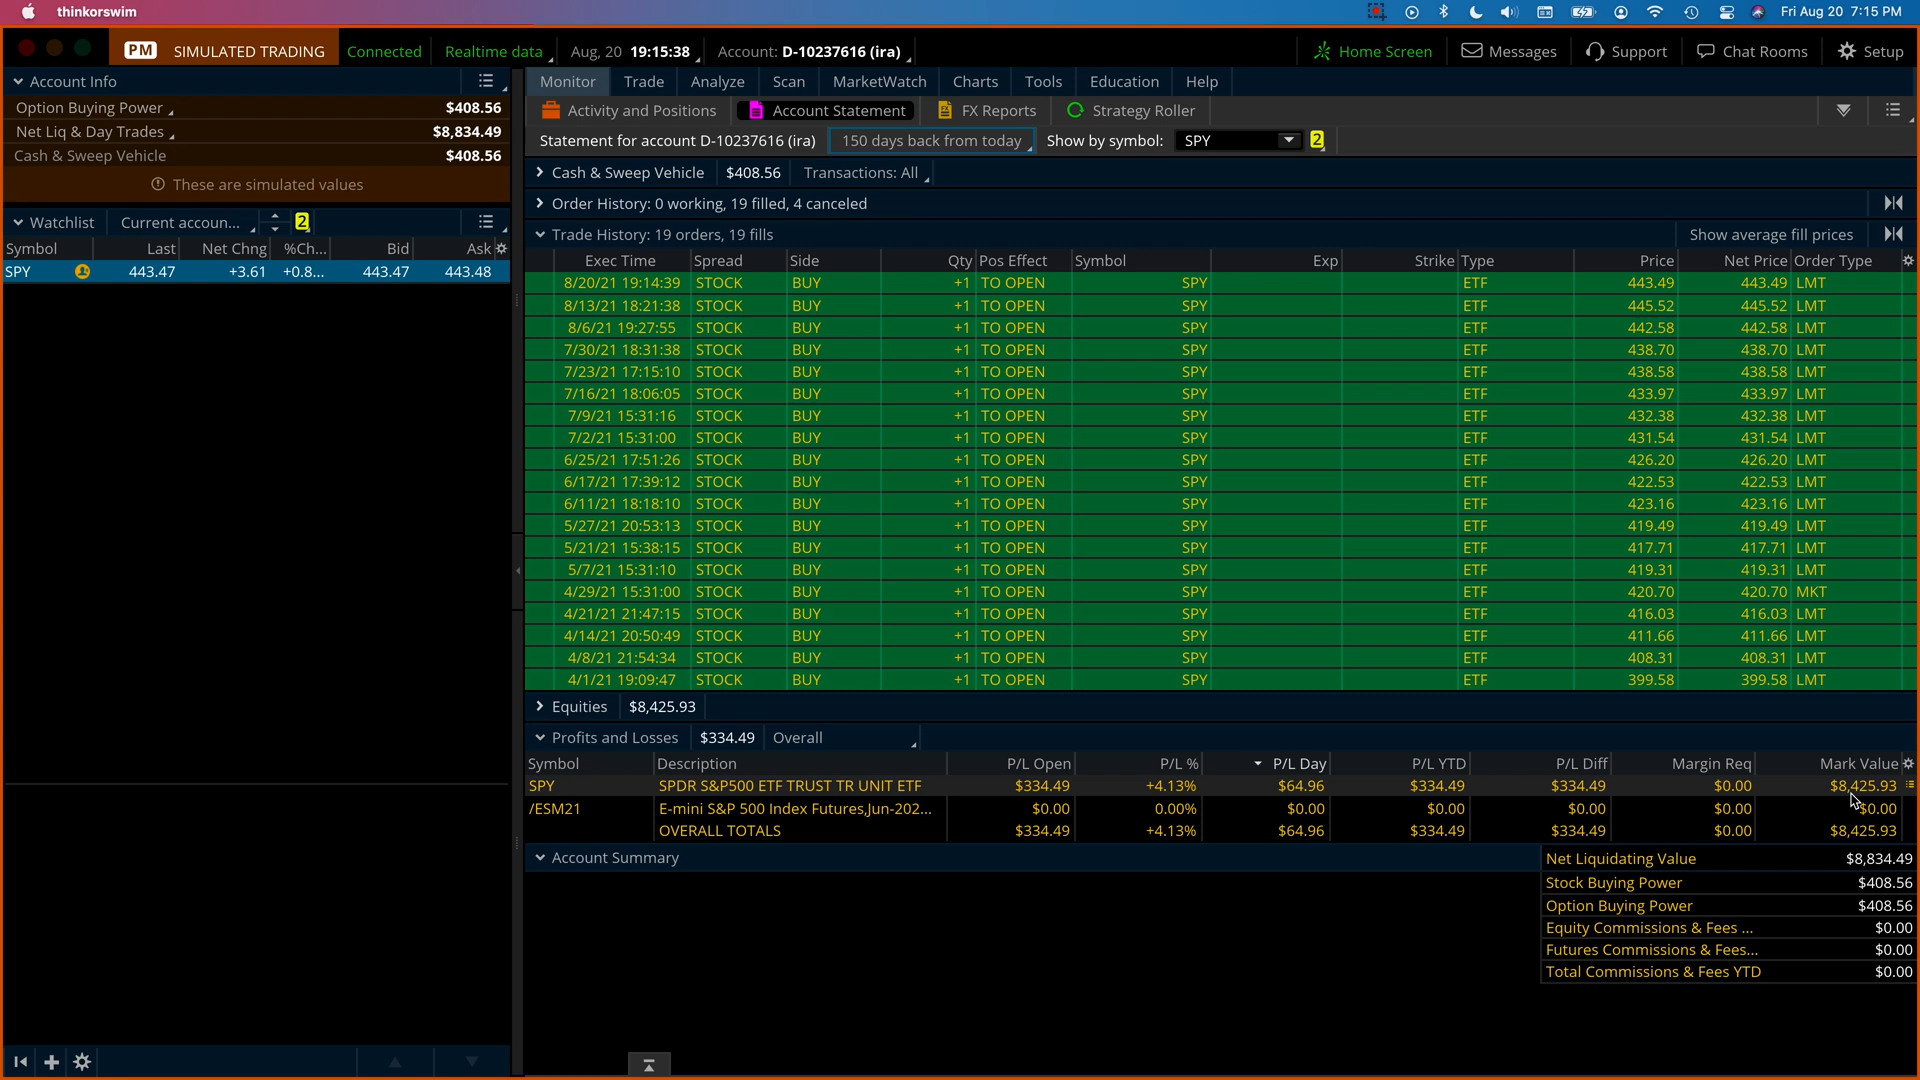 thinkorswim
Fri Aug 20 7:15 PM
PM SIMULATED TRADING Connected Realtime data Aug, 20 19:15:38 Account: D-10237616 (ira) Home Screen Messages Support Chat Rooms Setup
Account Info
Option Buying Power $408.56
Net Liq & Day Trades $8,834.49
Cash & Sweep Vehicle $408.56
These are simulated values
Watchlist Current accoun... 2
Symbol Last Net Chng %Ch... Bid Ask
SPY 443.47 +3.61 +0.8... 443.47 443.48
Monitor Trade Analyze Scan MarketWatch Charts Tools Education Help
Activity and Positions Account Statement FX Reports Strategy Roller
Statement for account D-10237616 (ira) 150 days back from today Show by symbol: SPY 2
Cash & Sweep Vehicle $408.56 Transactions: All
Order History: 0 working, 19 filled, 4 canceled
Trade History: 19 orders, 19 fills Show average fill prices
Exec Time Spread Side Qty Pos Effect Symbol Exp Strike Type Price Net Price Order Type
8/20/21 19:14:39 STOCK BUY +1 TO OPEN SPY ETF 443.49 443.49 LMT
8/13/21 18:21:38 STOCK BUY +1 TO OPEN SPY ETF 445.52 445.52 LMT
8/6/21 19:27:55 STOCK BUY +1 TO OPEN SPY ETF 442.58 442.58 LMT
7/30/21 18:31:38 STOCK BUY +1 TO OPEN SPY ETF 438.70 438.70 LMT
7/23/21 17:15:10 STOCK BUY +1 TO OPEN SPY ETF 438.58 438.58 LMT
7/16/21 18:06:05 STOCK BUY +1 TO OPEN SPY ETF 433.97 433.97 LMT
7/9/21 15:31:16 STOCK BUY +1 TO OPEN SPY ETF 432.38 432.38 LMT
7/2/21 15:31:00 STOCK BUY +1 TO OPEN SPY ETF 431.54 431.54 LMT
6/25/21 17:51:26 STOCK BUY +1 TO OPEN SPY ETF 426.20 426.20 LMT
6/17/21 17:39:12 STOCK BUY +1 TO OPEN SPY ETF 422.53 422.53 LMT
6/11/21 18:18:10 STOCK BUY +1 TO OPEN SPY ETF 423.16 423.16 LMT
5/27/21 20:53:13 STOCK BUY +1 TO OPEN SPY ETF 419.49 419.49 LMT
5/21/21 15:38:15 STOCK BUY +1 TO OPEN SPY ETF 417.71 417.71 LMT
5/7/21 15:31:10 STOCK BUY +1 TO OPEN SPY ETF 419.31 419.31 LMT
4/29/21 15:31:00 STOCK BUY +1 TO OPEN SPY ETF 420.70 420.70 MKT
4/21/21 21:47:15 STOCK BUY +1 TO OPEN SPY ETF 416.03 416.03 LMT
4/14/21 20:50:49 STOCK BUY +1 TO OPEN SPY ETF 411.66 411.66 LMT
4/8/21 21:54:34 STOCK BUY +1 TO OPEN SPY ETF 408.31 408.31 LMT
4/1/21 19:09:47 STOCK BUY +1 TO OPEN SPY ETF 399.58 399.58 LMT
Equities $8,425.93
Profits and Losses $334.49 Overall
Symbol Description P/L Open P/L % P/L Day P/L YTD P/L Diff Margin Req Mark Value
SPY SPDR S&P500 ETF TRUST TR UNIT ETF $334.49 +4.13% $64.96 $334.49 $334.49 $0.00 $8,425.93
/ESM21 E-mini S&P 500 Index Futures,Jun-202... $0.00 0.00% $0.00 $0.00 $0.00 $0.00 $0.00
OVERALL TOTALS $334.49 +4.13% $64.96 $334.49 $334.49 $0.00 $8,425.93
Account Summary
Net Liquidating Value $8,834.49
Stock Buying Power $408.56
Option Buying Power $408.56
Equity Commissions & Fees ... $0.00
Futures Commissions & Fees... $0.00
Total Commissions & Fees YTD $0.00